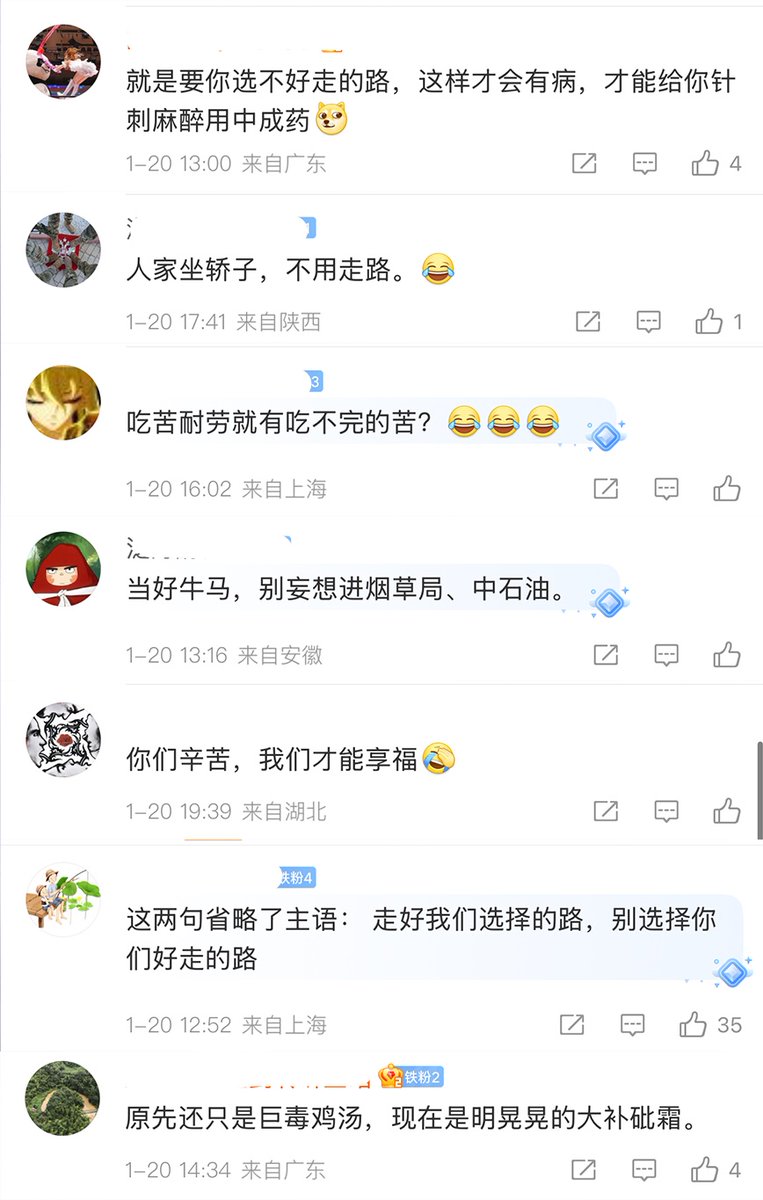 就是要你选不好走的路，这样才会有病，才能给你针
刺麻醉用中成药
1-20 13:00 来自广东
4
人家坐轿子，不用走路。
1-20 17:41 来自陕西
1
3
吃苦耐劳就有吃不完的苦？
1-20 16:02 来自上海
当好牛马，别妄想进烟草局、中石油。
1-20 13:16 来自安徽
你们辛苦，我们才能享福
1-20 19:39 来自湖北
铁粉4
这两句省略了主语： 走好我们选择的路，别选择你
们好走的路
1-20 12:52 来自上海
35
铁粉2
原先还只是巨毒鸡汤，现在是明晃晃的大补砒霜。
1-20 14:34 来自广东
4